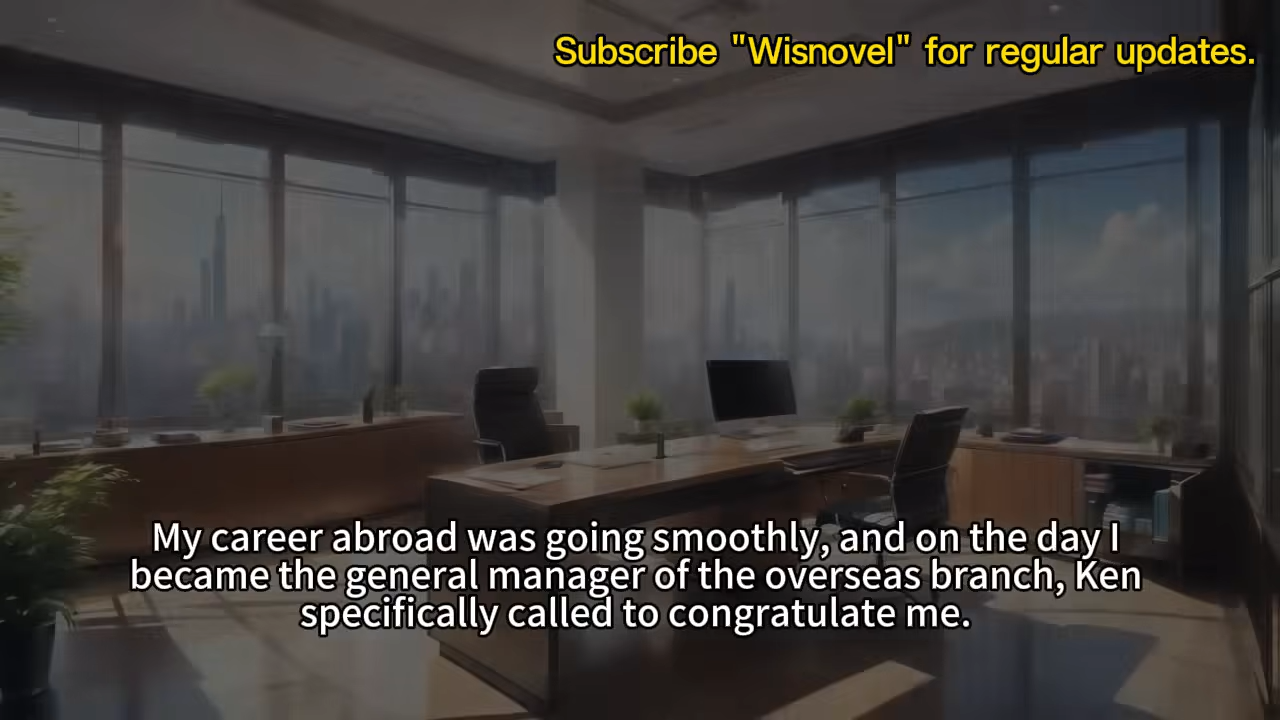 Subscribe "Wisnovel" for regular updates.
My career abroad was going smoothly, and on the day I
became the general manager of the overseas branch, Ken
specifically called to congratulate me.